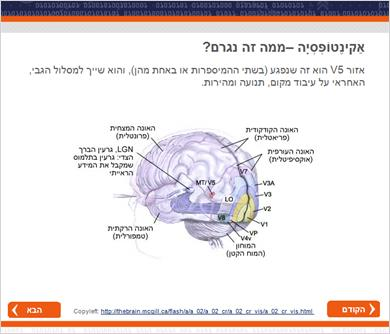 אַקִינֶטוֹפְּסִיָה –ממה זה נגרם?
אזור V5 הוא זה שנפגע (בשתי ההמיספרות או באחת מהן), והוא שייך למסלול הגבי,
האחראי על עיבוד מקום, תנועה ומהירות.
האונה המצחית
(פרונטלית)
האונה הקודקודית
(פריאטלית)
האונה העורפית
(אוקסיפיטלית)
LGN, גרעין הברך
הצדי: גרעין בתלמוס
שמקבל את המידע
הראייתי
MT/V5
LO
V7
V3A
V3
V2
V1
VP
V4v
V8
האונה הרקתית
(טמפורלית)
המוחון
(המוח הקטן)
הקודם
Copyleft: http://thebrain.mcgill.ca/flash/a/a_02/a_02_cr/a_02_cr_vis/a_02_cr_vis.html
הבא